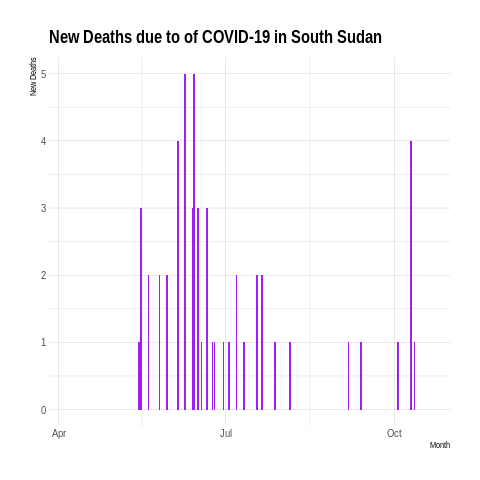 New Deaths due to of COVID-19 in South Sudan
New Deaths
5
4
3
2
1
0
Apr
Jul
Oct
Month